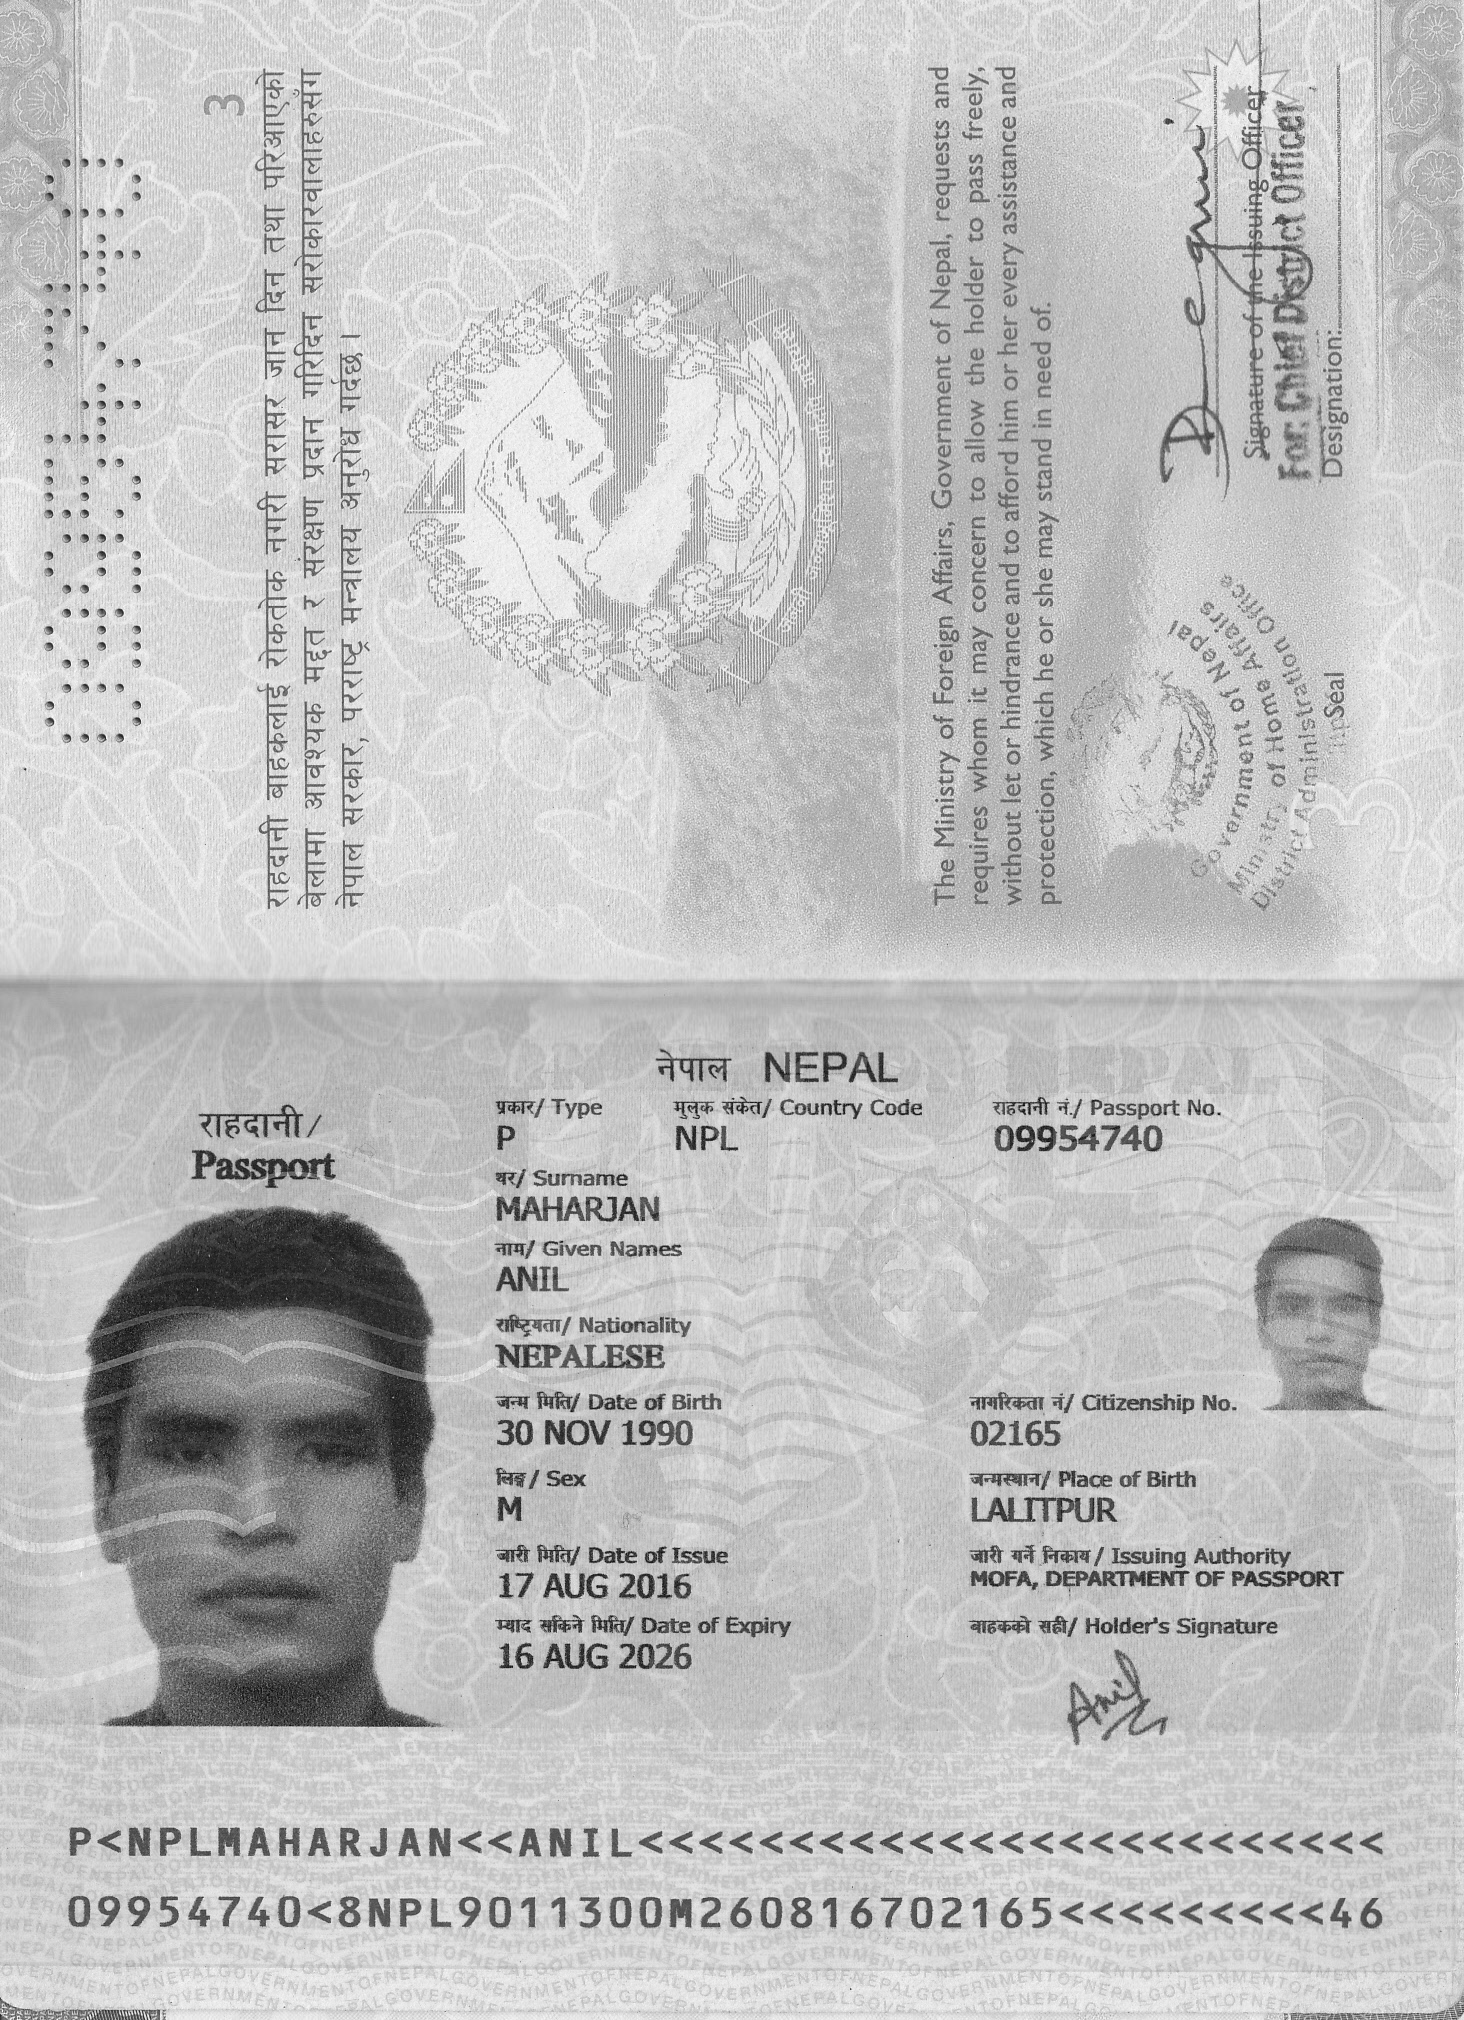 3
राहदानी बाहकलाई रोकतोक नगरी सरासर जान दिन तथा परिआएको
बेलामा आवश्यक मद्दत र संरक्षण प्रदान गरिदिन सरोकारवालाहरुसँग
नेपाल सरकार, परराष्ट्र मन्त्रालय अनुरोध गर्दछ।
The Ministry of Foreign Affairs, Government of Nepal, requests and
requires whom it may concern to allow the holder to pass freely,
without let or hindrance and to afford him or her every assistance and
protection, which he or she may stand in need of.
Signature of the Issuing Officer
For. Chief District Officer
Designation:
Government of Nepal
Ministry of Home Affairs
District Administration Office
Seal
नेपाल NEPAL
राहदानी/
Passport
प्रकार/ Type मुलुक संकेत/ Country Code राहदानी नं./ Passport No.
P NPL 09954740
थर/ Surname
MAHARJAN
नाम/ Given Names
ANIL
राष्ट्रियता/ Nationality
NEPALESE
जन्म मिति/ Date of Birth नागरिकता नं/ Citizenship No.
30 NOV 1990 02165
लिङ्ग/ Sex जन्मस्थान/ Place of Birth
M LALITPUR
जारी मिति/ Date of Issue जारी गर्ने निकाय/ Issuing Authority
17 AUG 2016 MOFA, DEPARTMENT OF PASSPORT
म्याद सकिने मिति/ Date of Expiry बाहकको सही/ Holder's Signature
16 AUG 2026
Anil
P<NPLMAHARJAN<<ANIL<<<<<<<<<<<<<<<<<<<<<<<<<
09954740<8NPL9011300M260816702165<<<<<<<<<46